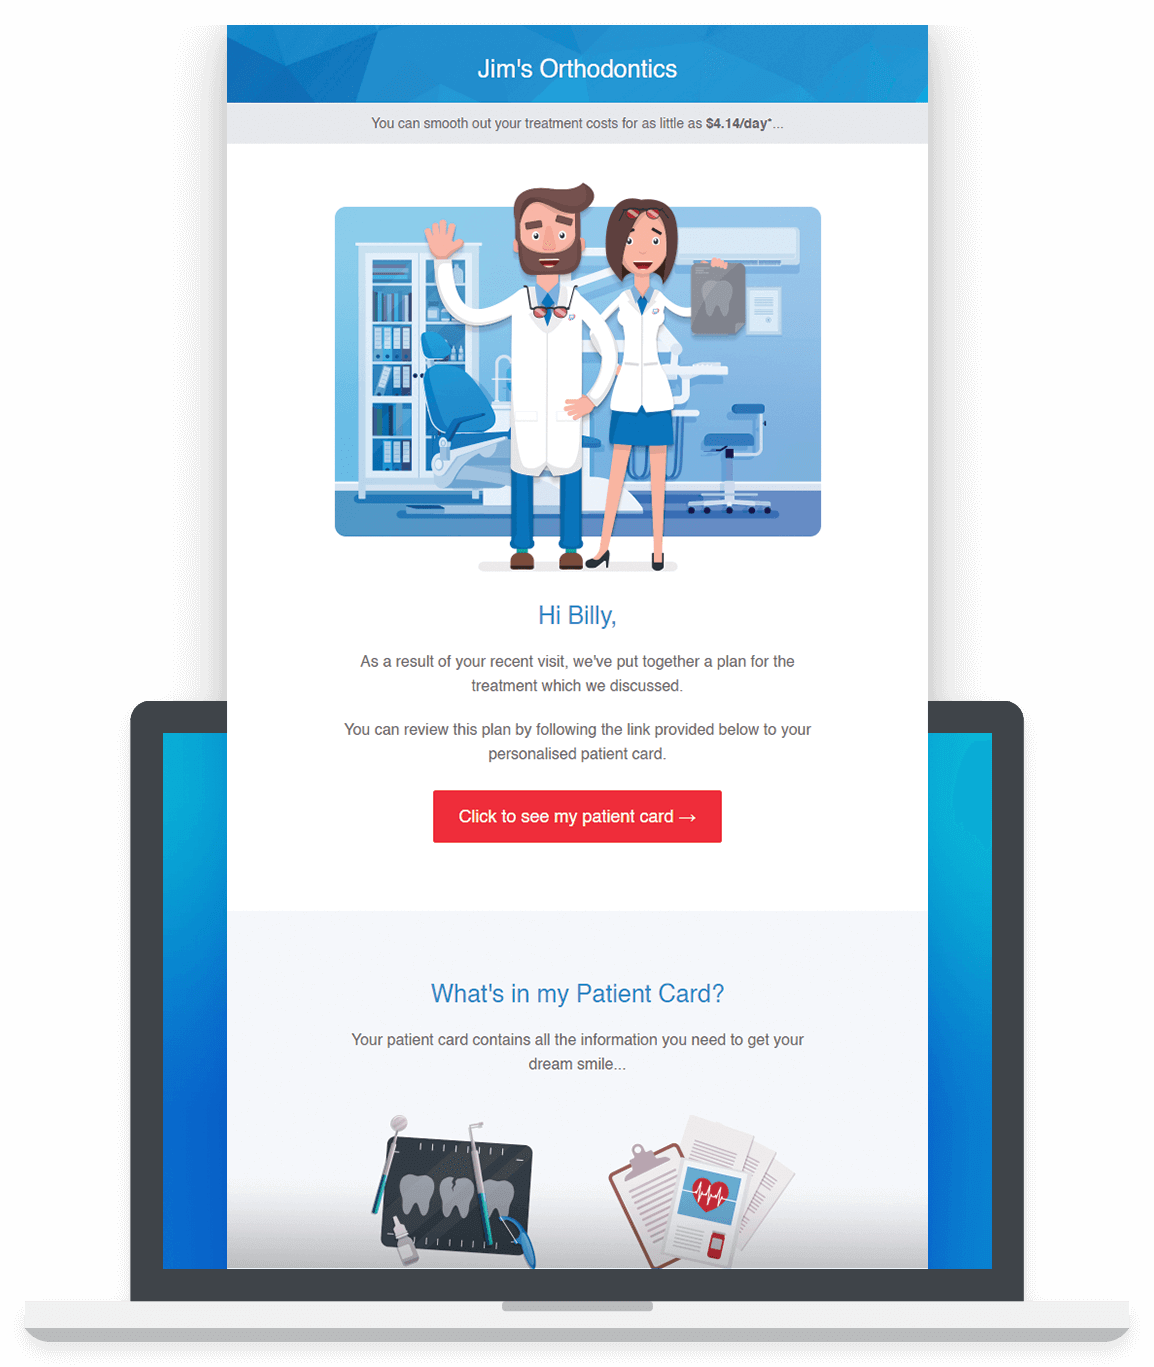 Jim's Orthodontics
You can smooth out your treatment costs for as little as $4.14/day*...
Hi Billy,
As a result of your recent visit, we've put together a plan for the
treatment which we discussed.
You can review this plan by following the link provided below to your
personalised patient card.
Click to see my patient card →
What's in my Patient Card?
Your patient card contains all the information you need to get your
dream smile...